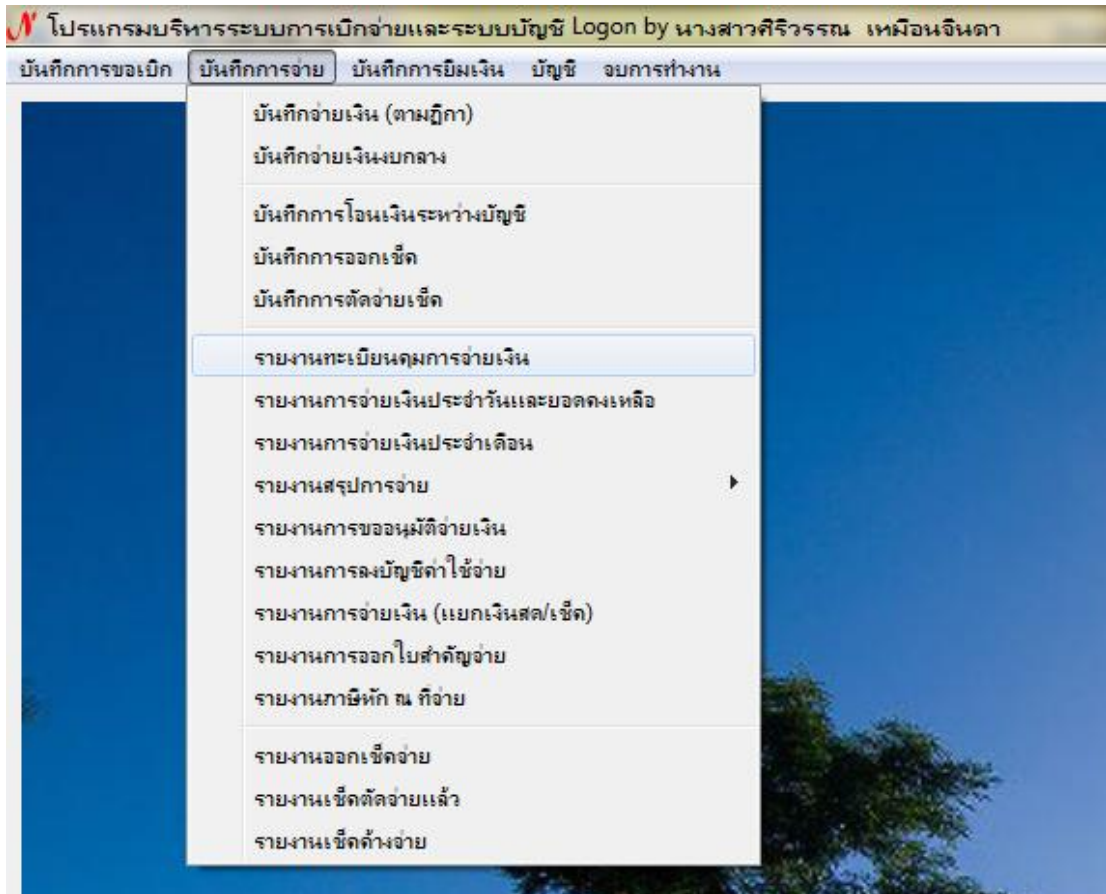 N โปรแกรมบริหารระบบการเบิกจ่ายและระบบบัญชี Logon by นางสาวศิริวรรณ เหมือนจินดา
บันทึกการขอเบิก บันทึกการจ่าย บันทึกการยืมเงิน บัญชี จบการทำงาน
บันทึกจ่ายเงิน (ตามฎีกา)
บันทึกจ่ายเงินงบกลาง
บันทึกการโอนเงินระหว่างบัญชี
บันทึกการออกเช็ค
บันทึกการตัดจ่ายเช็ค
รายงานทะเบียนคุมการจ่ายเงิน
รายงานการจ่ายเงินประจำวันและยอดคงเหลือ
รายงานการจ่ายเงินประจำเดือน
รายงานสรุปการจ่าย
รายงานการขออนุมัติจ่ายเงิน
รายงานการลงบัญชีค่าใช้จ่าย
รายงานการจ่ายเงิน (แยกเงินสด/เช็ค)
รายงานการออกใบสำคัญจ่าย
รายงานภาษีหัก ณ ที่จ่าย
รายงานออกเช็คจ่าย
รายงานเช็คตัดจ่ายแล้ว
รายงานเช็คค้างจ่าย